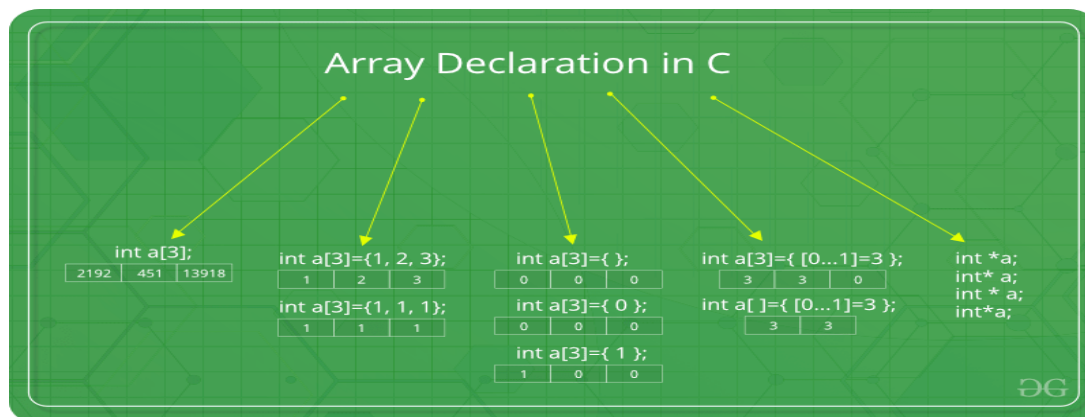 Array Declaration in C
int a[3];
2192 451 13918
int a[3]={1, 2, 3};
1 2 3
int a[3]={1, 1, 1};
1 1 1
int a[3]={ };
0 0 0
int a[3]={ 0 };
0 0 0
int a[3]={ 1 };
1 0 0
int a[3]={ [0...1]=3 };
3 3 0
int a[ ]={ [0...1]=3 };
3 3
int *a;
int* a;
int * a;
int*a;